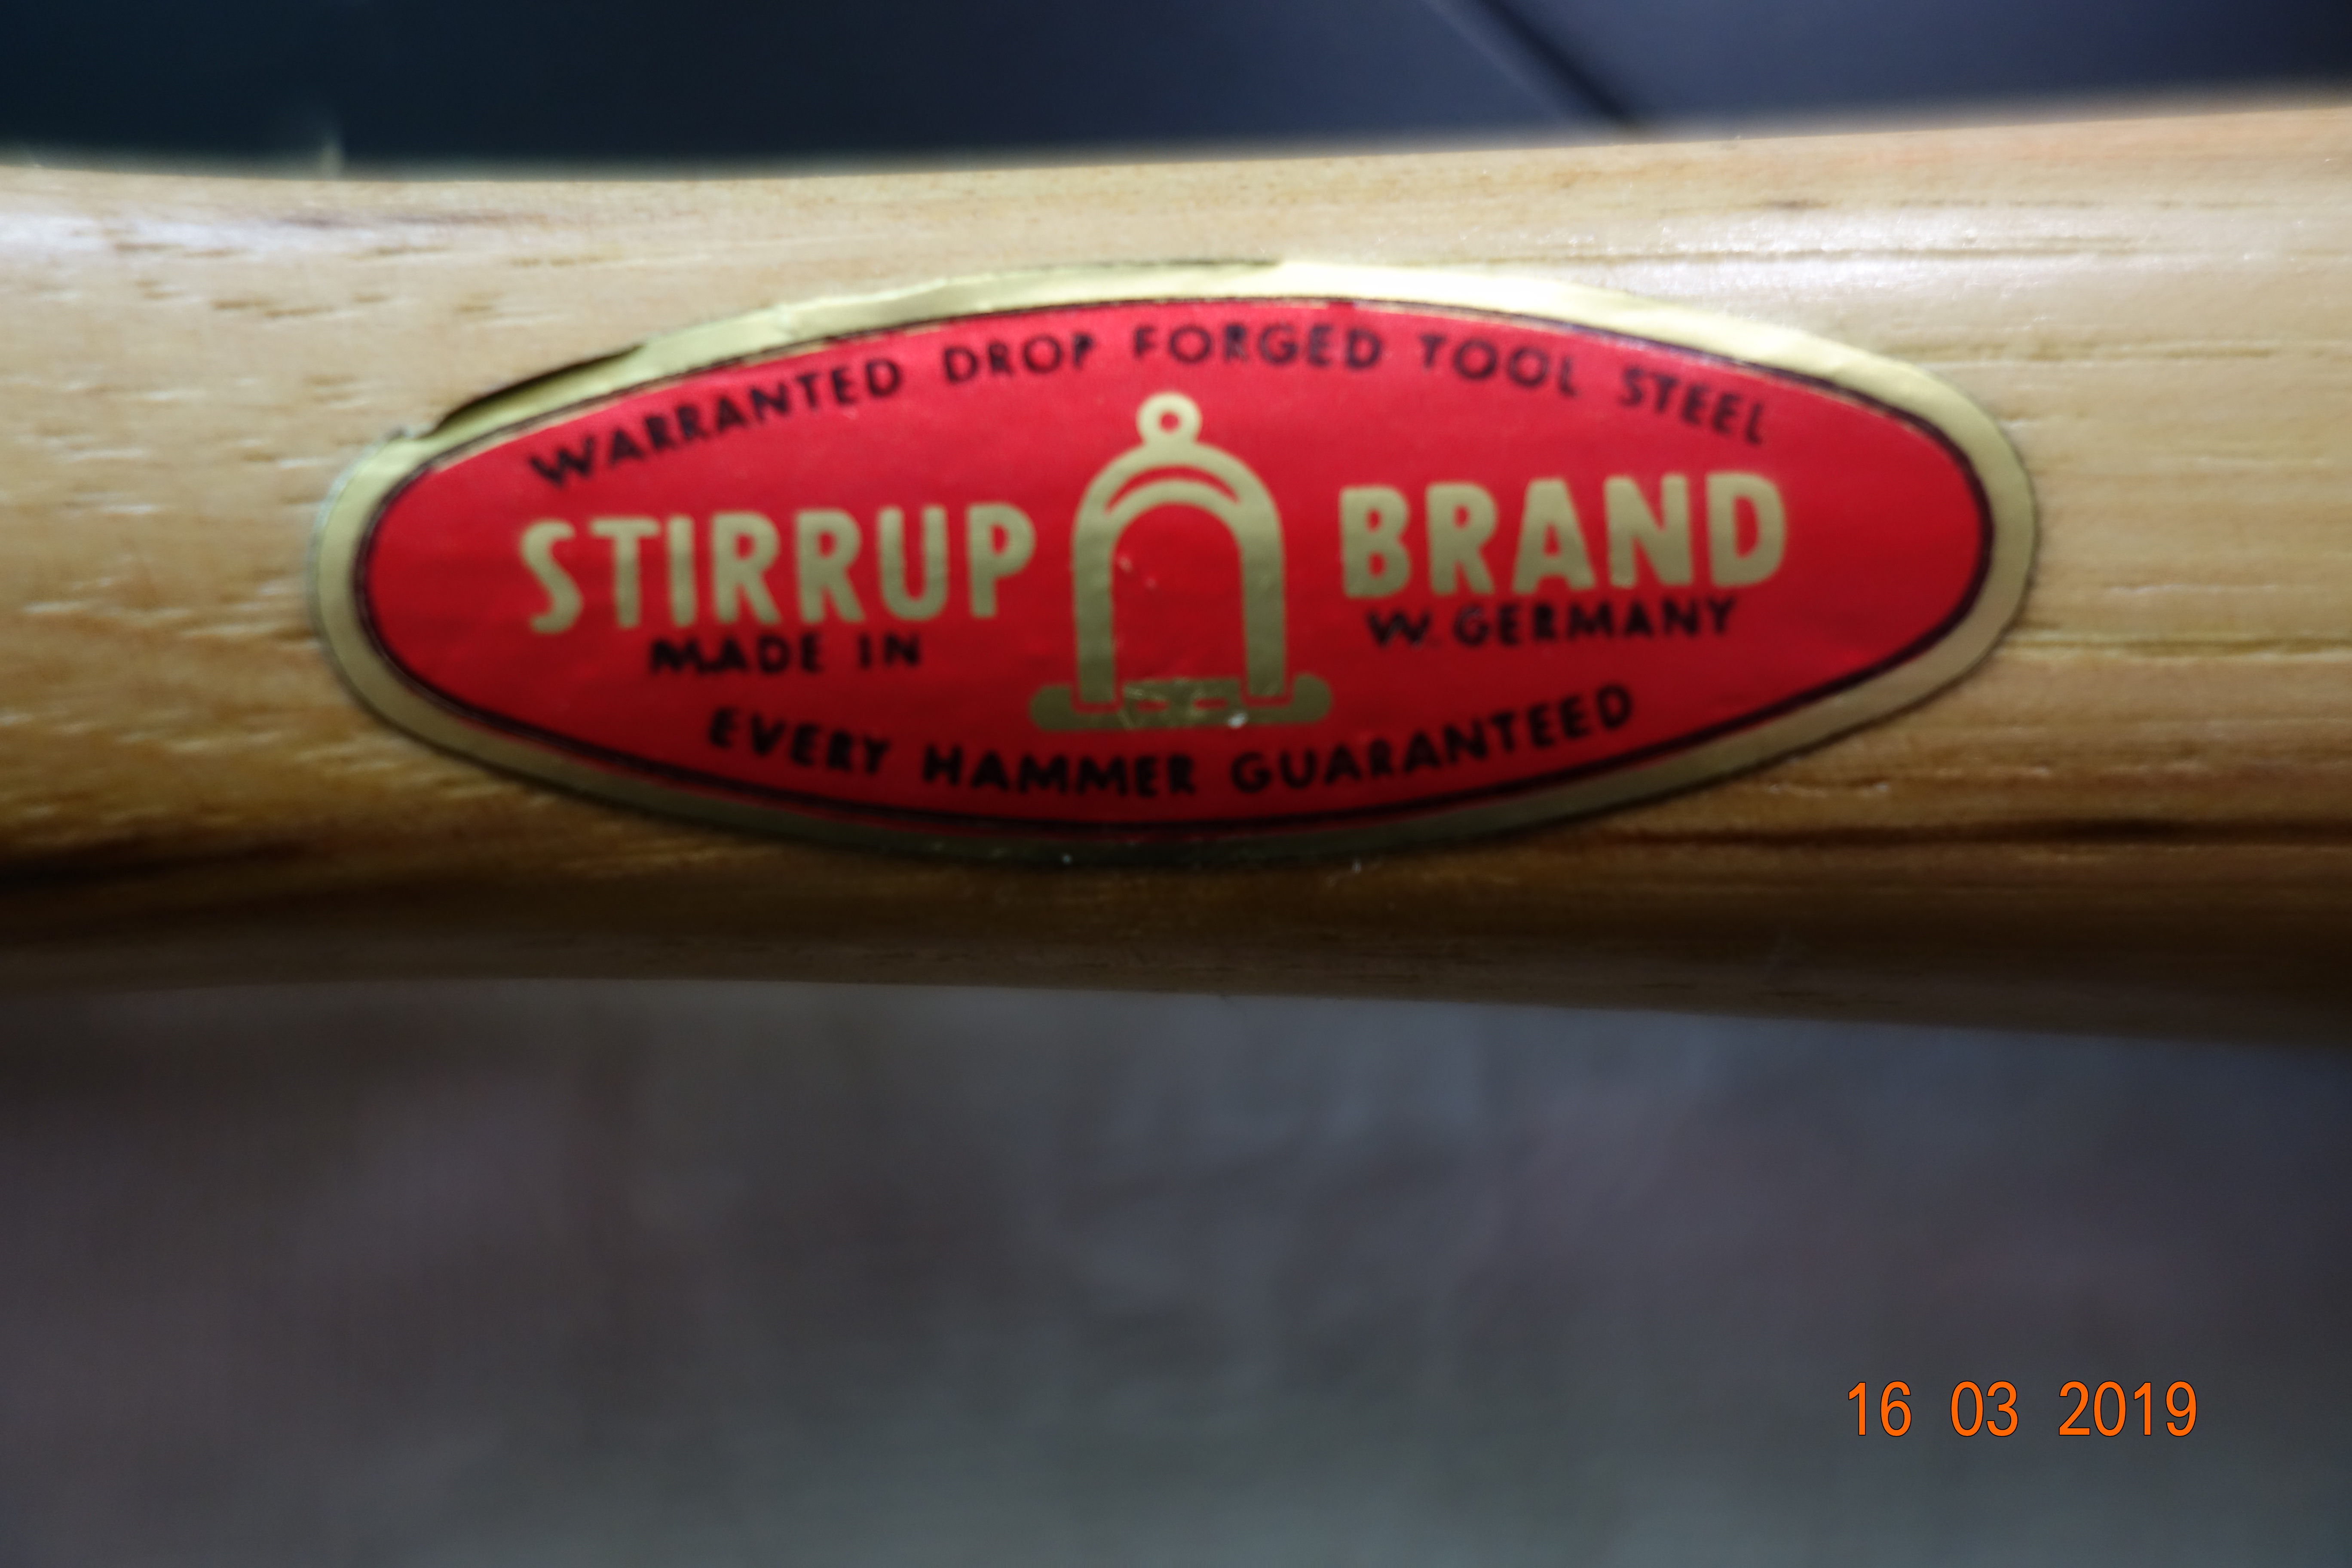 WARRANTED DROP FORGED TOOL STEEL
STIRRUP BRAND
MADE IN W. GERMANY
EVERY HAMMER GUARANTEED
16 03 2019